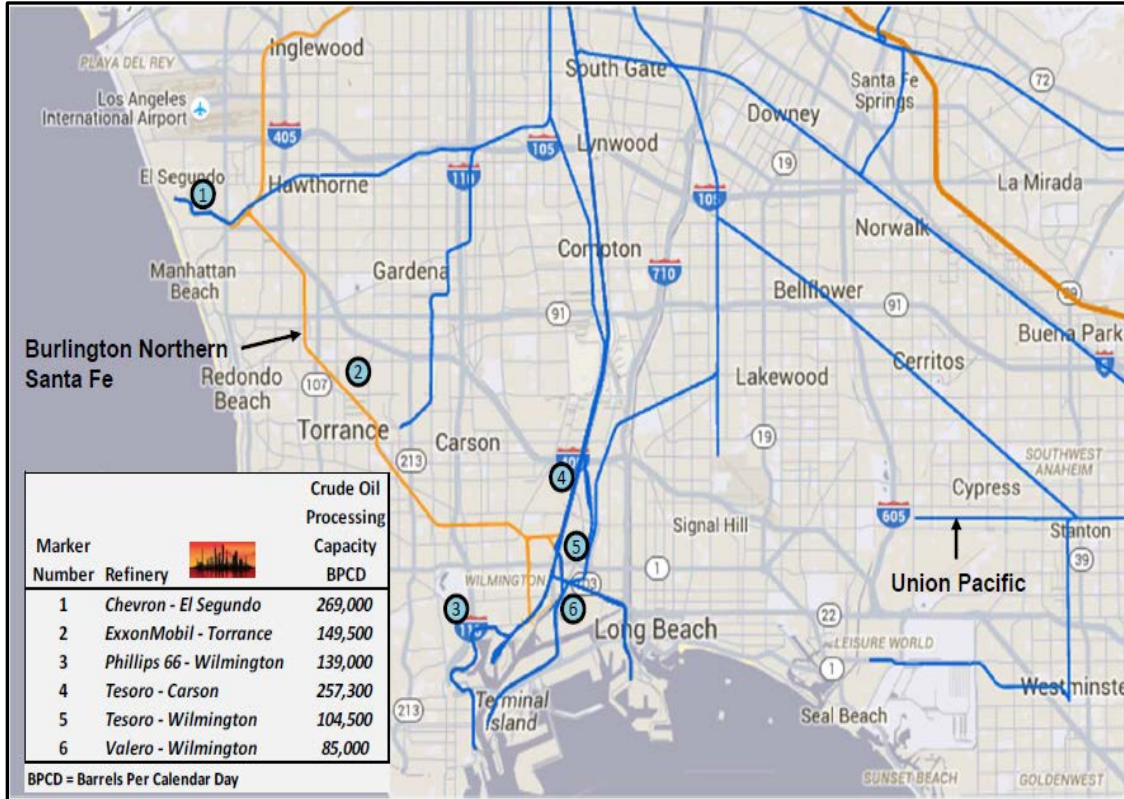 Inglewood
PLAYA DEL REY
Los Angeles
International Airport
405
South Gate
Santa Fe
Springs
72
Downey
105
Lynwood
19
El Segundo
1
Hawthorne
110
La Mirada
105
Norwalk
Compton
Manhattan
Beach
Gardena
710
Bellflower
91
91
Buena Park
5
Burlington Northern
Santa Fe
Redondo
Beach
107
2
Cerritos
Lakewood
Torrance
Carson
213
19
SOUTHWEST
ANAHEIM
4
Cypress
605
Signal Hill
Stanton
5
39
WILMINGTON
1
Union Pacific
3
6
Long Beach
22
LEISURE WORLD
1
Terminal
Island
213
Seal Beach
Westminste
SUNSET BEACH
GOLDENWEST
Marker Number Refinery Crude Oil Processing Capacity BPCD
1 Chevron - El Segundo 269,000
2 ExxonMobil - Torrance 149,500
3 Phillips 66 - Wilmington 139,000
4 Tesoro - Carson 257,300
5 Tesoro - Wilmington 104,500
6 Valero - Wilmington 85,000
BPCD = Barrels Per Calendar Day